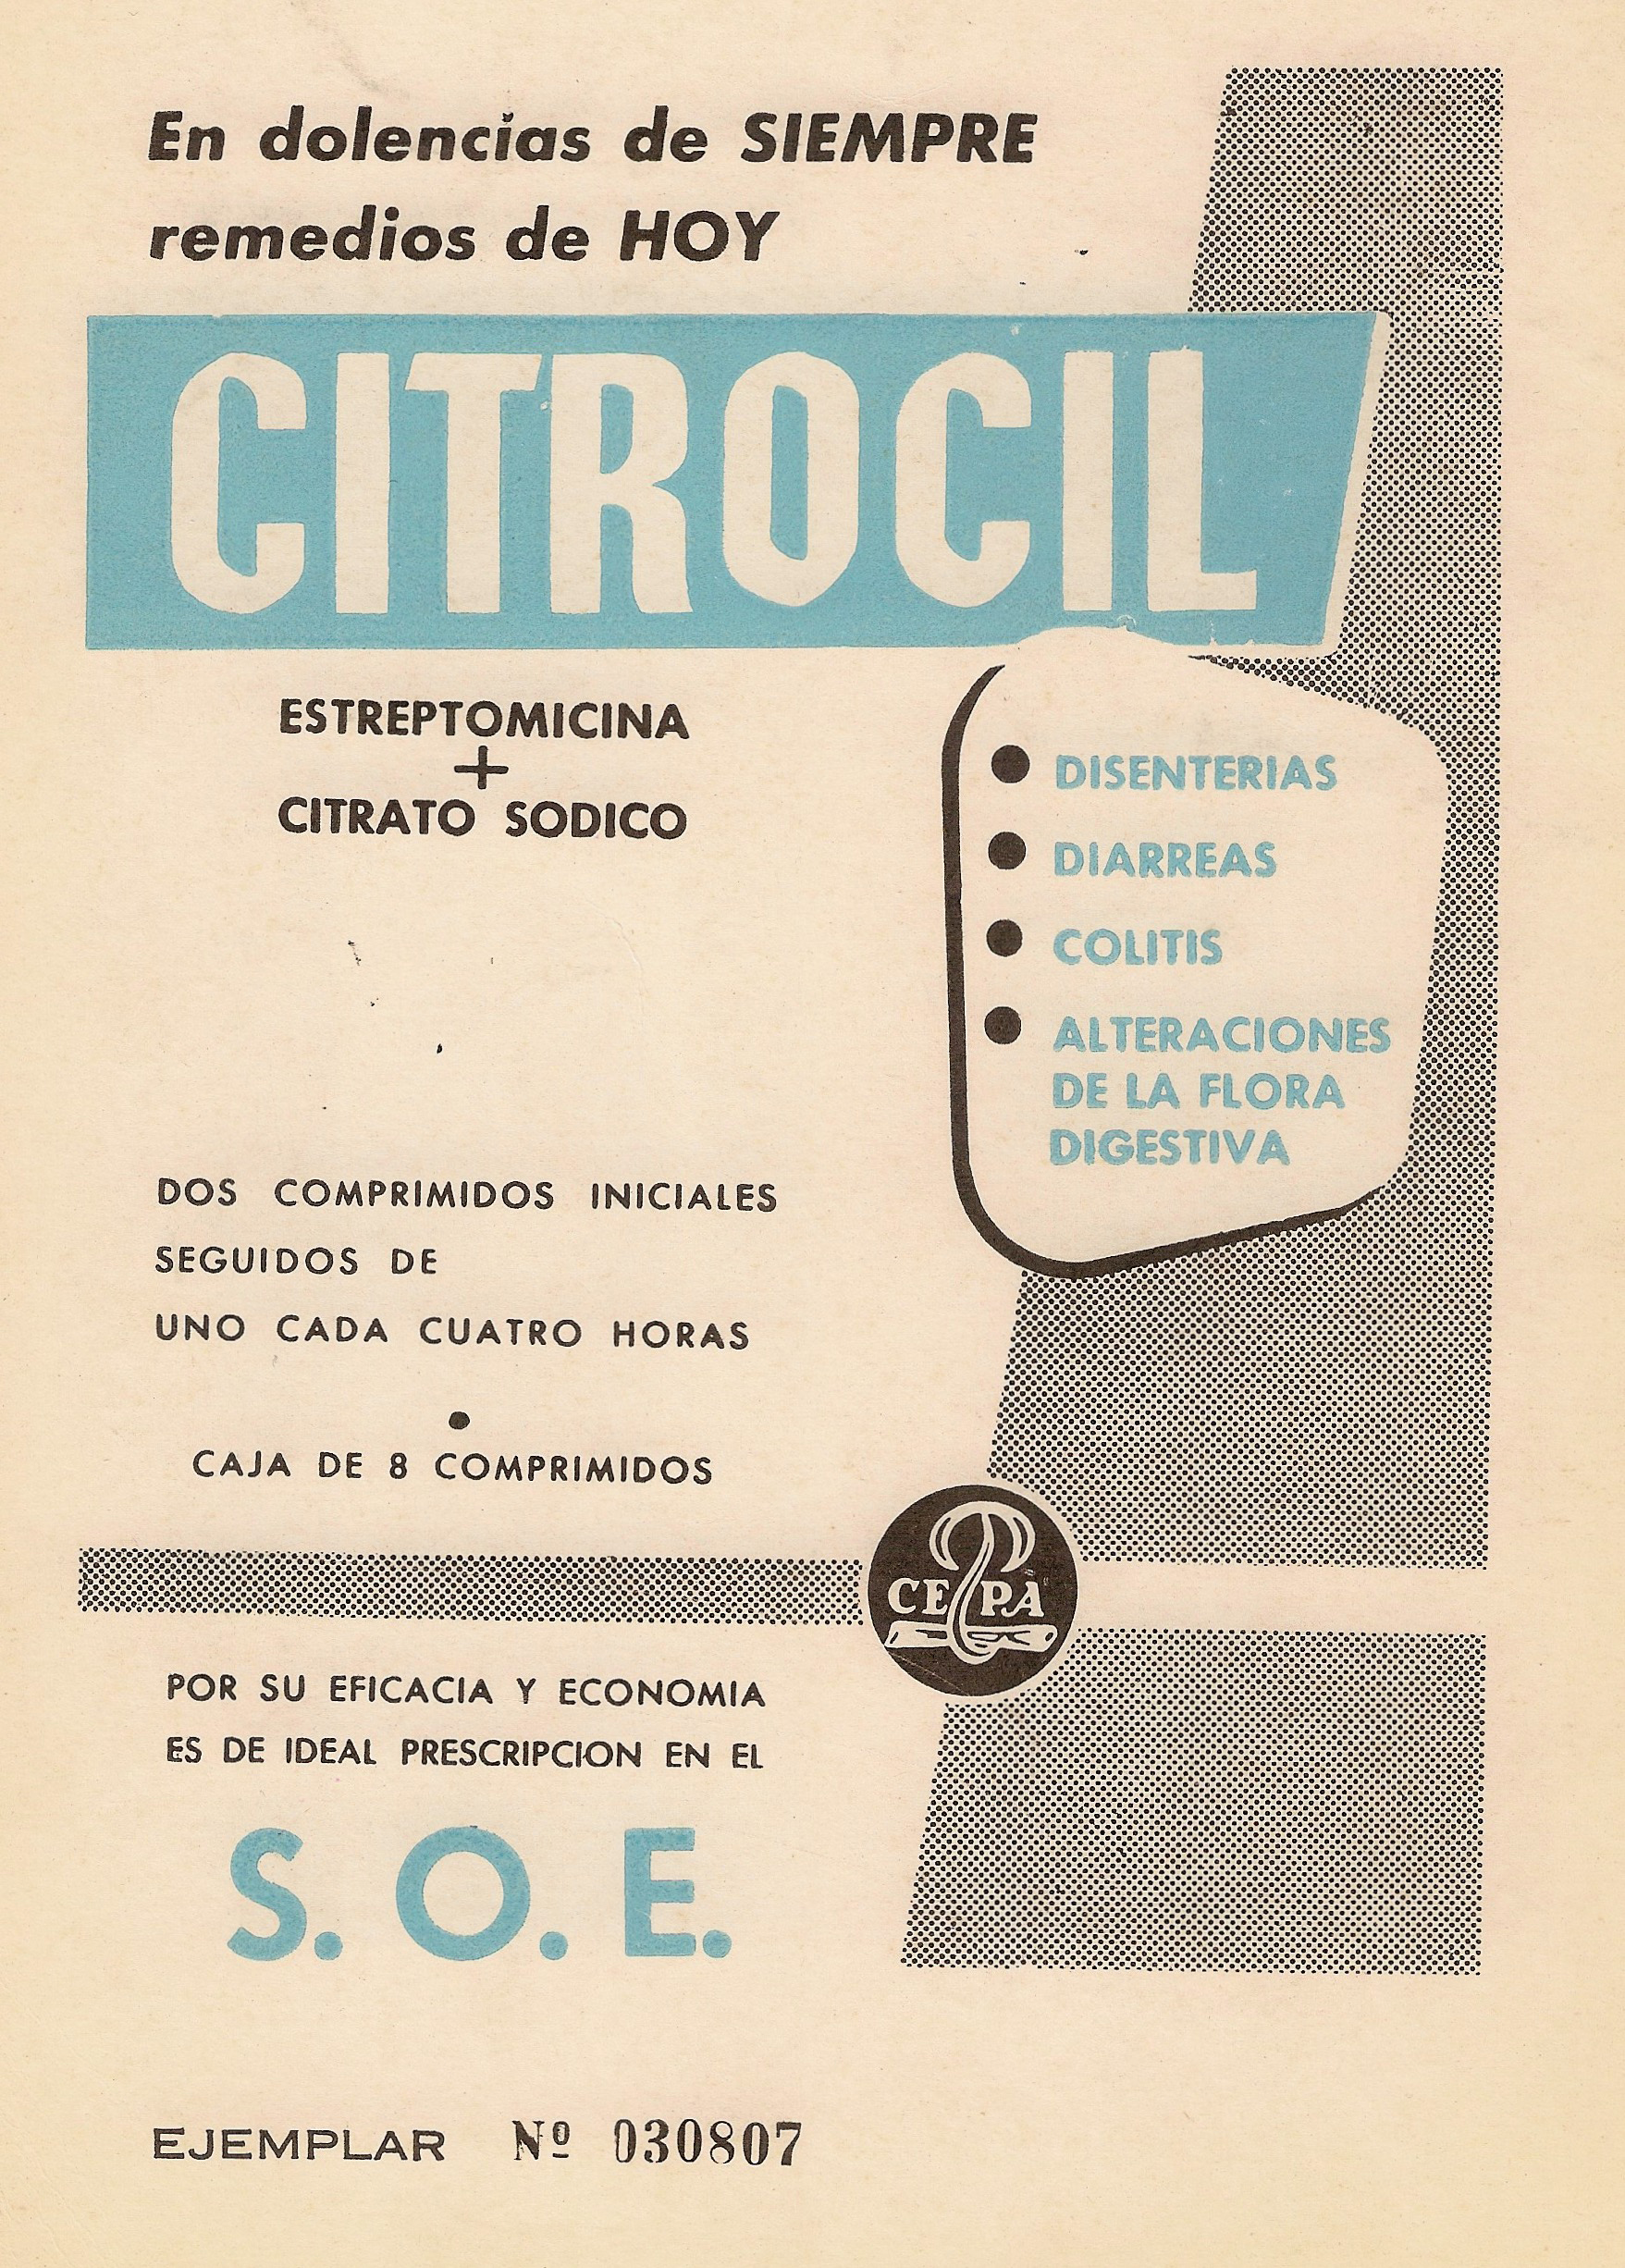 En dolencias de SIEMPRE
remedios de HOY
CITROCIL
ESTREPTOMICINA
+
CITRATO SODICO
● DISENTERIAS
● DIARREAS
● COLITIS
● ALTERACIONES
DE LA FLORA
DIGESTIVA
DOS COMPRIMIDOS INICIALES
SEGUIDOS DE
UNO CADA CUATRO HORAS
●
CAJA DE 8 COMPRIMIDOS
CEPA
POR SU EFICACIA Y ECONOMIA
ES DE IDEAL PRESCRIPCION EN EL
S. O. E.
EJEMPLAR Nº 030807